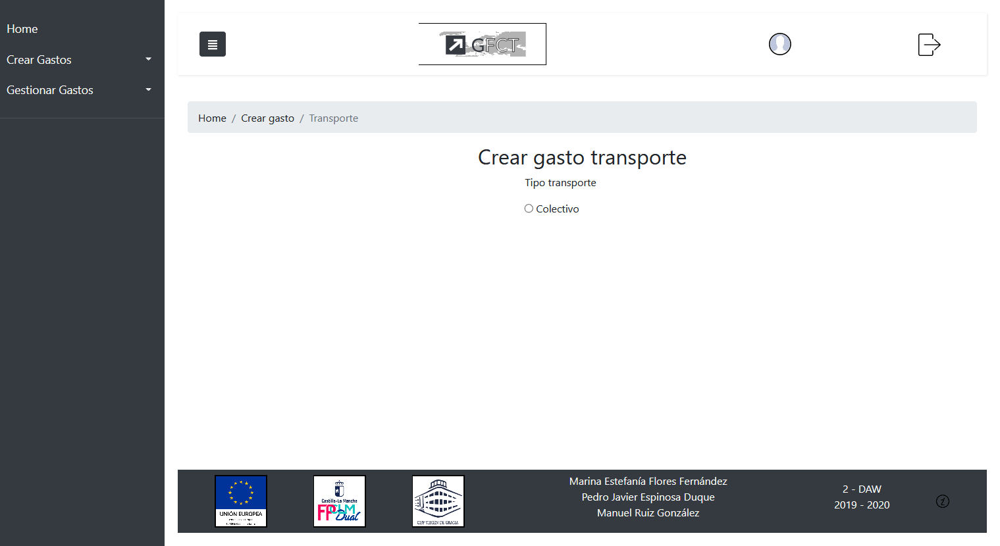 Home
Crear Gastos
Gestionar Gastos
GFCT
Home / Crear gasto / Transporte
Crear gasto transporte
Tipo transporte
Colectivo
UNIÓN EUROPEA
Castilla-La Mancha
FPCLM
Dual
CIFP VIRGEN DE GRACIA
Marina Estefanía Flores Fernández
Pedro Javier Espinosa Duque
Manuel Ruiz González
2 - DAW
2019 - 2020
i